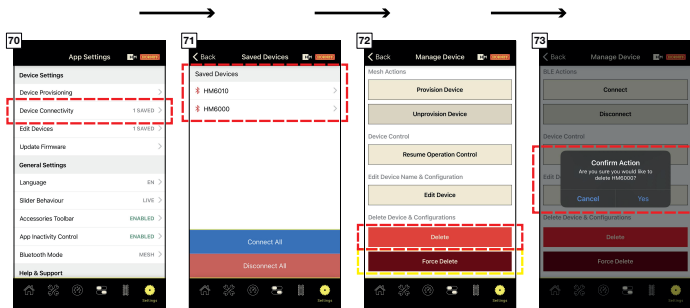 70
App Settings
Device Settings
Device Provisioning
Device Connectivity 1 SAVED
Edit Devices 1 SAVED
Update Firmware
General Settings
Language EN
Slider Behaviour LIVE
Accessories Toolbar ENABLED
App Inactivity Control ENABLED
Bluetooth Mode MESH
Help & Support
Settings
71
Back Saved Devices
Saved Devices
HM6010
HM6000
Connect All
Disconnect All
Settings
72
Back Manage Device
Mesh Actions
Provision Device
Unprovision Device
Device Control
Resume Operation Control
Edit Device Name & Configuration
Edit Device
Delete Device & Configurations
Delete
Force Delete
Settings
73
Back Manage Device
BLE Actions
Connect
Disconnect
Device Control
Confirm Action
Are you sure you would like to
delete HM6000?
Cancel Yes
Edit D
Delete Device & Configurations
Delete
Force Delete
Settings